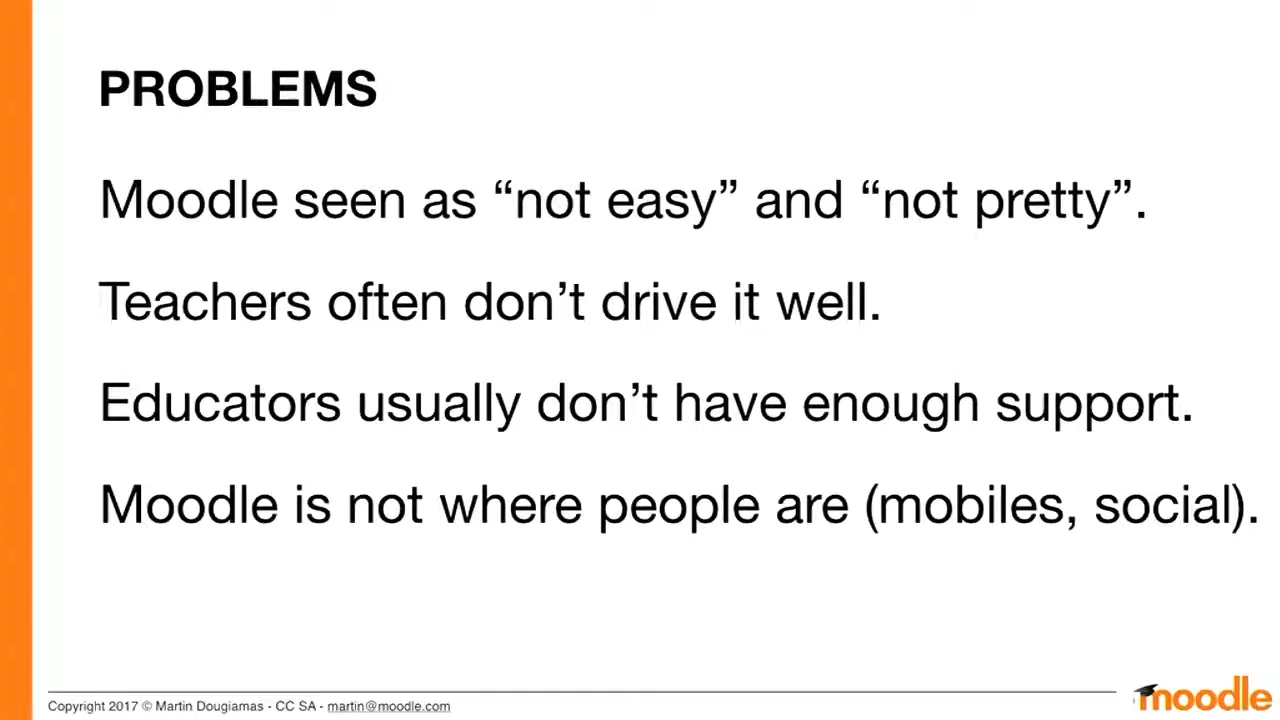 PROBLEMS
Moodle seen as “not easy” and “not pretty”.
Teachers often don’t drive it well.
Educators usually don’t have enough support.
Moodle is not where people are (mobiles, social).
Copyright 2017 © Martin Dougiamas - CC SA - martin@moodle.com
moodle